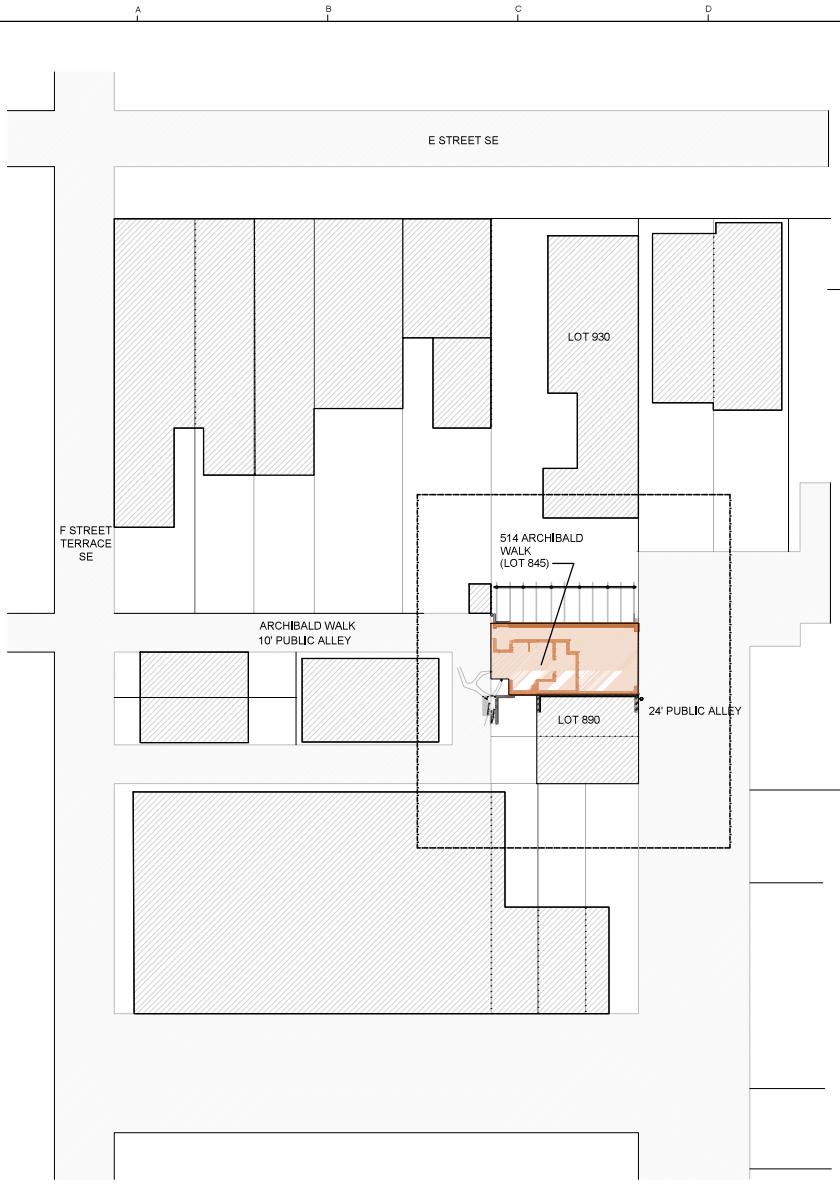 A
B
C
D
E STREET SE
LOT 930
F STREET
TERRACE
SE
514 ARCHIBALD
WALK
(LOT 845)
ARCHIBALD WALK
10' PUBLIC ALLEY
24' PUBLIC ALLEY
LOT 890